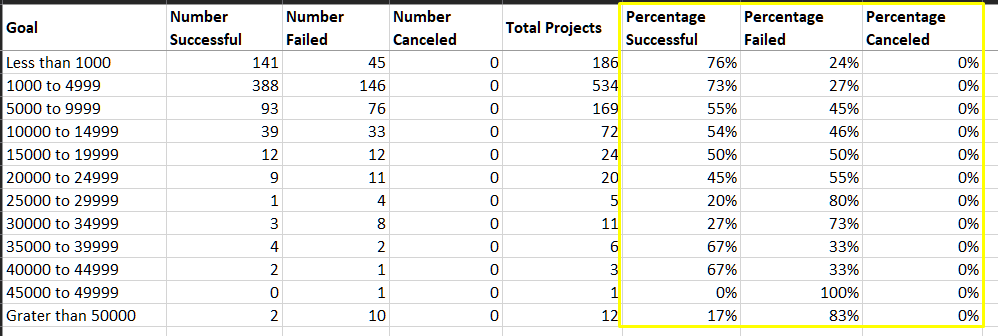 Goal Number Successful Number Failed Number Canceled Total Projects Percentage Successful Percentage Failed Percentage Canceled
Less than 1000 141 45 0 186 76% 24% 0%
1000 to 4999 388 146 0 534 73% 27% 0%
5000 to 9999 93 76 0 169 55% 45% 0%
10000 to 14999 39 33 0 72 54% 46% 0%
15000 to 19999 12 12 0 24 50% 50% 0%
20000 to 24999 9 11 0 20 45% 55% 0%
25000 to 29999 1 4 0 5 20% 80% 0%
30000 to 34999 3 8 0 11 27% 73% 0%
35000 to 39999 4 2 0 6 67% 33% 0%
40000 to 44999 2 1 0 3 67% 33% 0%
45000 to 49999 0 1 0 1 0% 100% 0%
Grater than 50000 2 10 0 12 17% 83% 0%